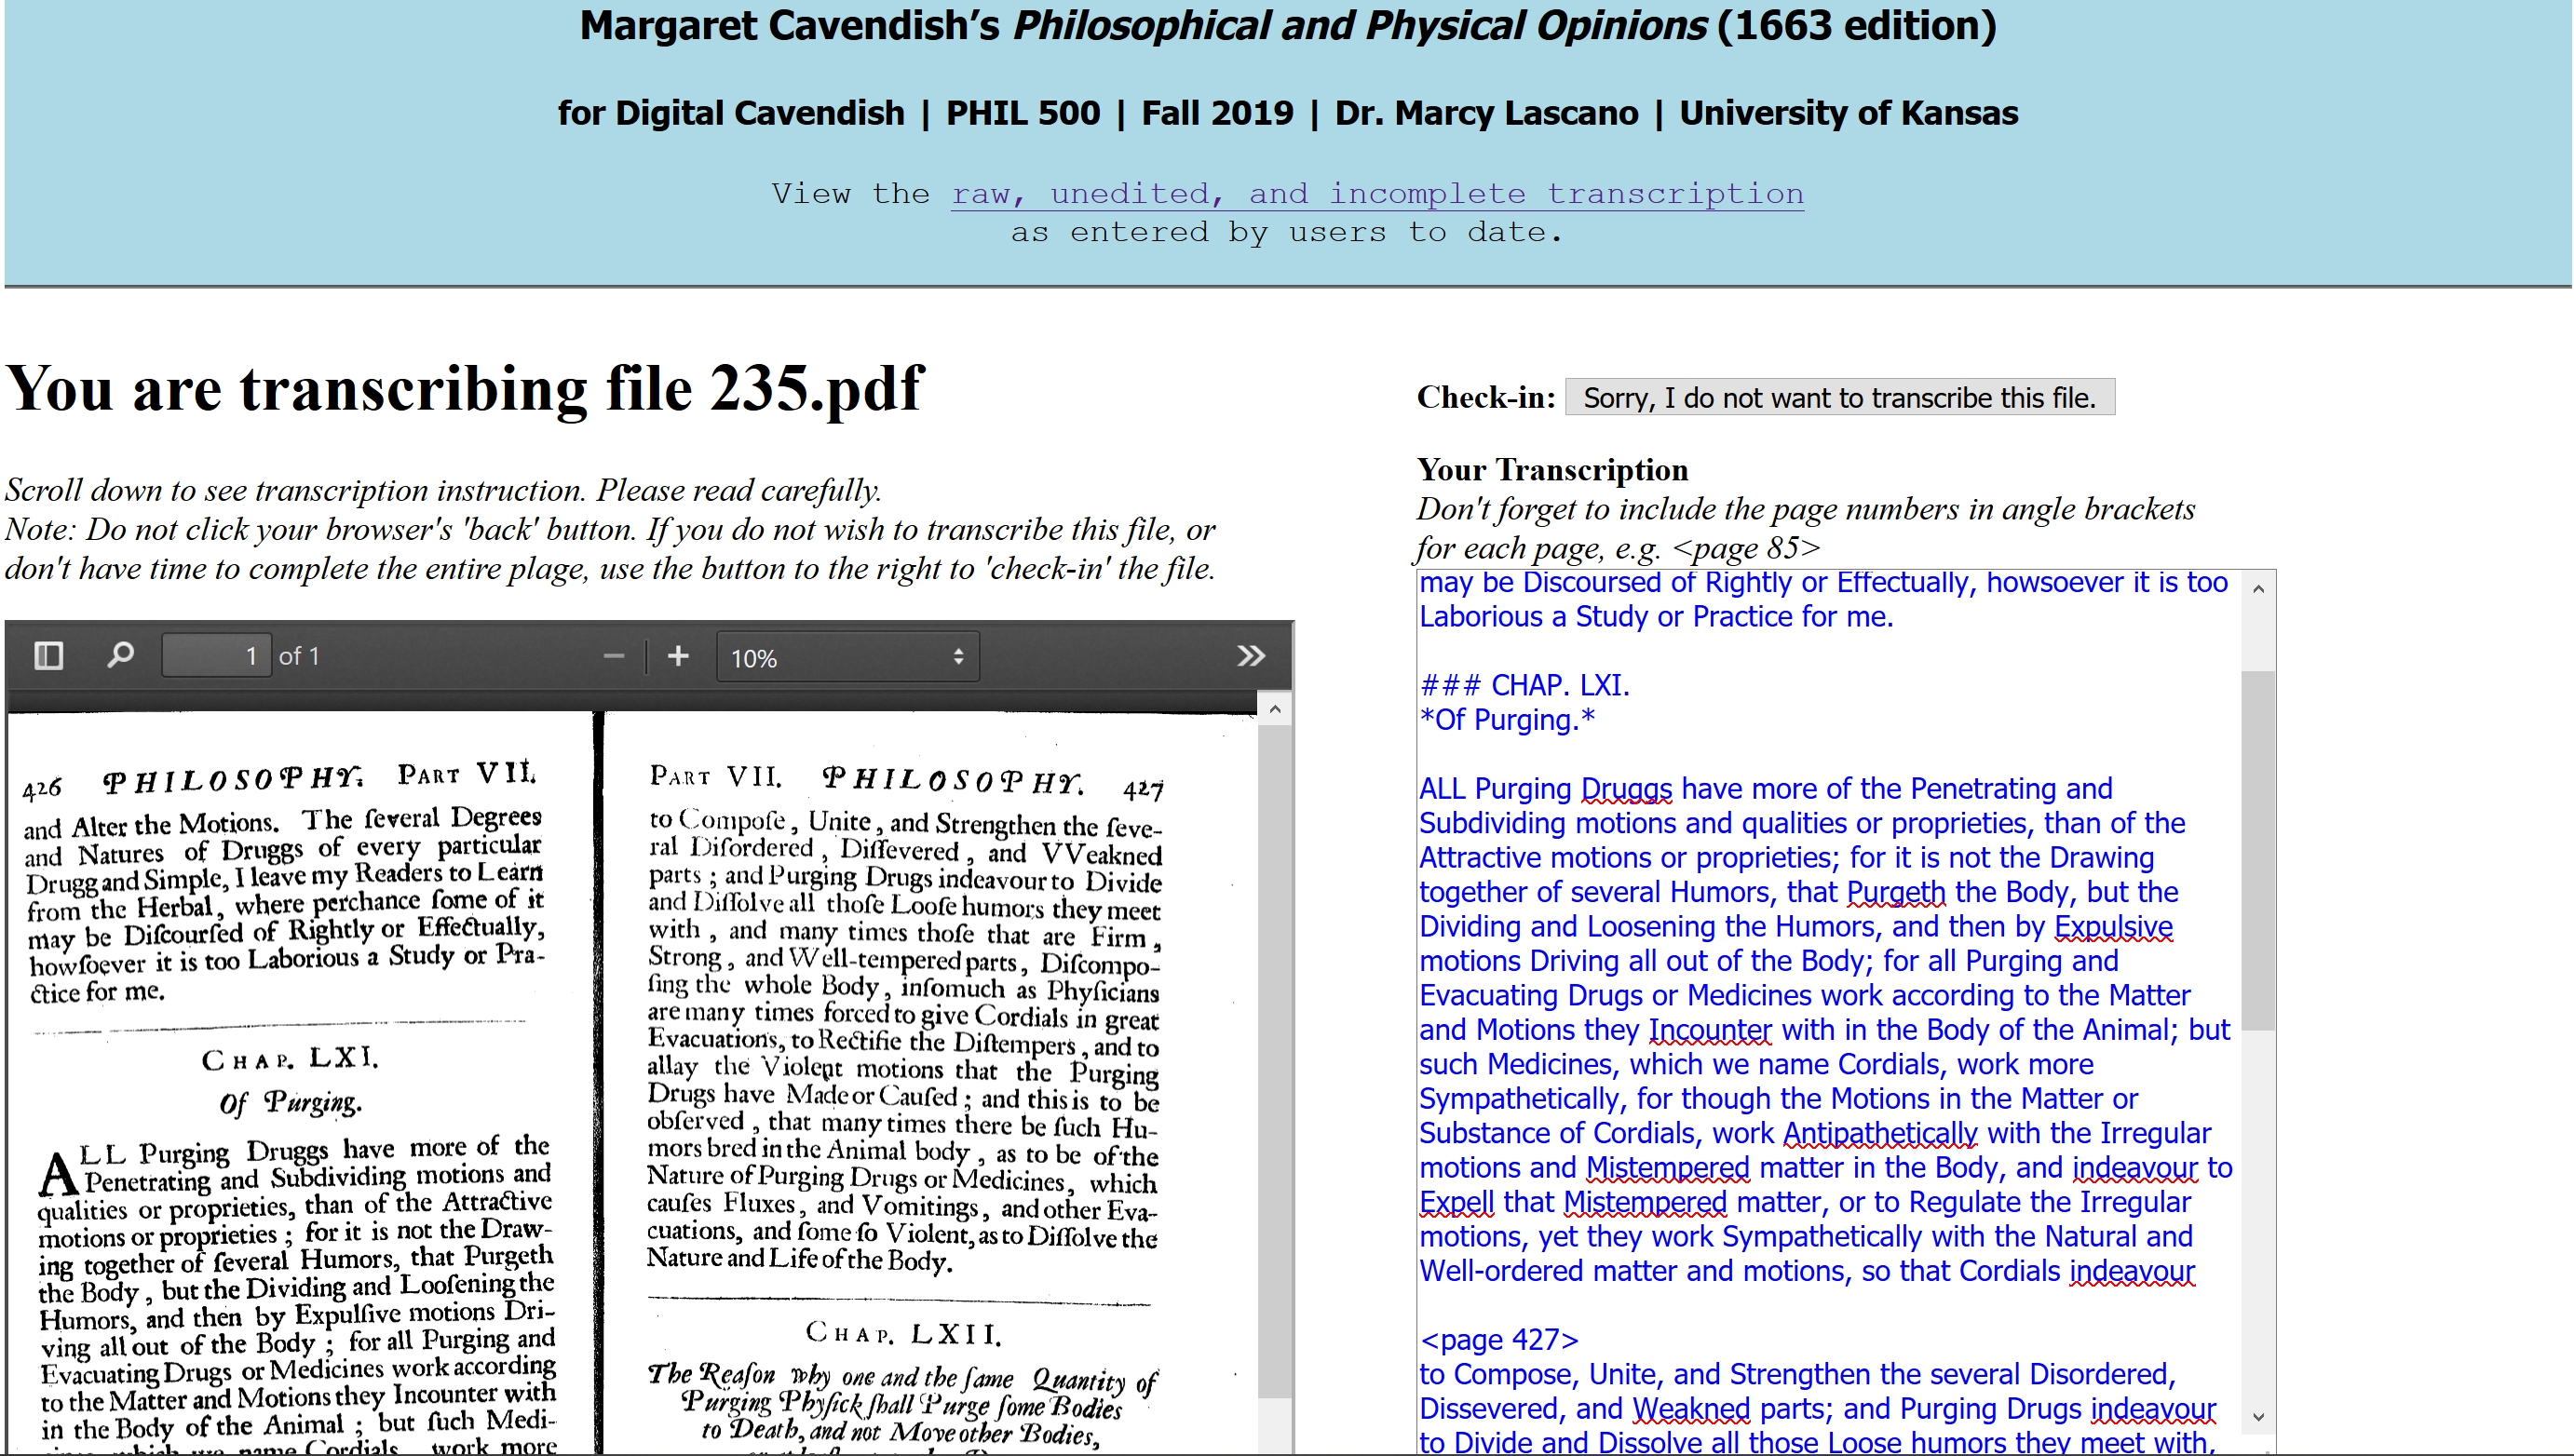 Margaret Cavendish’s Philosophical and Physical Opinions (1663 edition)
for Digital Cavendish | PHIL 500 | Fall 2019 | Dr. Marcy Lascano | University of Kansas
View the raw, unedited, and incomplete transcription
as entered by users to date.
You are transcribing file 235.pdf
Scroll down to see transcription instruction. Please read carefully.
Note: Do not click your browser's 'back' button. If you do not wish to transcribe this file, or
don't have time to complete the entire plage, use the button to the right to 'check-in' the file.
1 of 1
10%
426 PHILOSOPHY. PART VII.
and Alter the Motions. The ſeveral Degrees
and Natures of Druggs of every particular
Drugg and Simple, I leave my Readers to Learn
from the Herbal, where perchance ſome of it
may be Diſcourſed of Rightly or Effectually,
howſoever it is too Laborious a Study or Pra-
ctice for me.
CHAP. LXI.
Of Purging.
ALL Purging Druggs have more of the
Penetrating and Subdividing motions and
qualities or proprieties, than of the Attractive
motions or proprieties ; for it is not the Draw-
ing together of ſeveral Humors, that Purgeth
the Body, but the Dividing and Looſening the
Humors, and then by Expulſive motions Dri-
ving all out of the Body ; for all Purging and
Evacuating Drugs or Medicines work according
to the Matter and Motions they Incounter with
in the Body of the Animal ; but ſuch Medi-
cines, which we name Cordials, work more
PART VII. PHILOSOPHY. 427
to Compoſe, Unite, and Strengthen the ſeve-
ral Diſordered, Diſſevered, and VVeakned
parts ; and Purging Drugs indeavour to Divide
and Diſſolve all thoſe Looſe humors they meet
with, and many times thoſe that are Firm,
Strong, and Well-tempered parts, Diſcompo-
ſing the whole Body, inſomuch as Phyſicians
are many times forced to give Cordials in great
Evacuations, to Rectifie the Diſtempers, and to
allay the Violent motions that the Purging
Drugs have Made or Cauſed ; and this is to be
obſerved, that many times there be ſuch Hu-
mors bred in the Animal body, as to be of the
Nature of Purging Drugs or Medicines, which
cauſes Fluxes, and Vomitings, and other Eva-
cuations, and ſome ſo Violent, as to Diſſolve the
Nature and Life of the Body.
CHAP. LXII.
The Reaſon why one and the ſame Quantity of
Purging Phyſick ſhall Purge ſome Bodies
to Death, and not Move other Bodies,
Check-in: Sorry, I do not want to transcribe this file.
Your Transcription
Don't forget to include the page numbers in angle brackets
for each page, e.g. <page 85>
may be Discoursed of Rightly or Effectually, howsoever it is too
Laborious a Study or Practice for me.
### CHAP. LXI.
*Of Purging.*
ALL Purging Druggs have more of the Penetrating and
Subdividing motions and qualities or proprieties, than of the
Attractive motions or proprieties; for it is not the Drawing
together of several Humors, that Purgeth the Body, but the
Dividing and Loosening the Humors, and then by Expulsive
motions Driving all out of the Body; for all Purging and
Evacuating Drugs or Medicines work according to the Matter
and Motions they Incounter with in the Body of the Animal; but
such Medicines, which we name Cordials, work more
Sympathetically, for though the Motions in the Matter or
Substance of Cordials, work Antipathetically with the Irregular
motions and Mistempered matter in the Body, and indeavour to
Expell that Mistempered matter, or to Regulate the Irregular
motions, yet they work Sympathetically with the Natural and
Well-ordered matter and motions, so that Cordials indeavour
<page 427>
to Compose, Unite, and Strengthen the several Disordered,
Dissevered, and Weakned parts; and Purging Drugs indeavour
to Divide and Dissolve all those Loose humors they meet with,